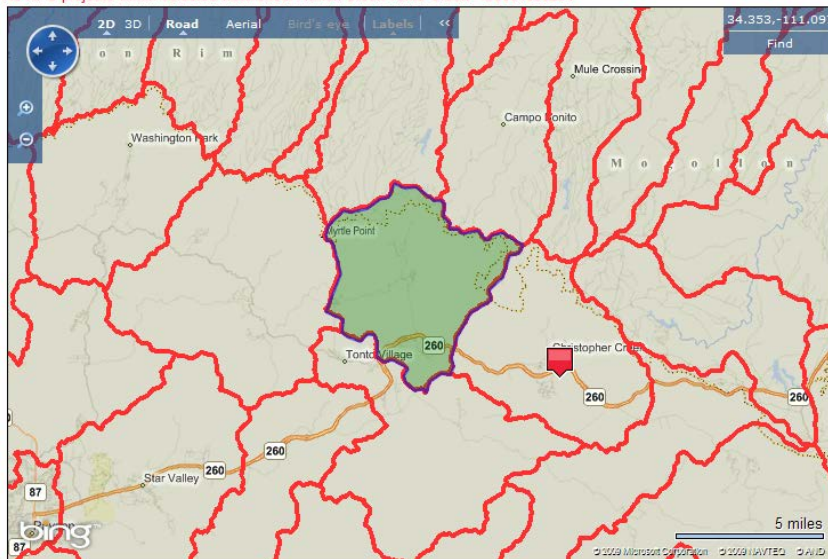 2D 3D Road Aerial Bird's eye Labels <<
34.353,-111.09
Find
o n R i m
Mule Crossing
Washington Park
Campo Bonito
M o g o l l o n
Myrtle Point
260
Tonto Village
Christopher Creek
260
260
260
Star Valley
87
Payson
87
bing
5 miles
© 2009 Microsoft Corporation © 2009 NAVTEQ © AND